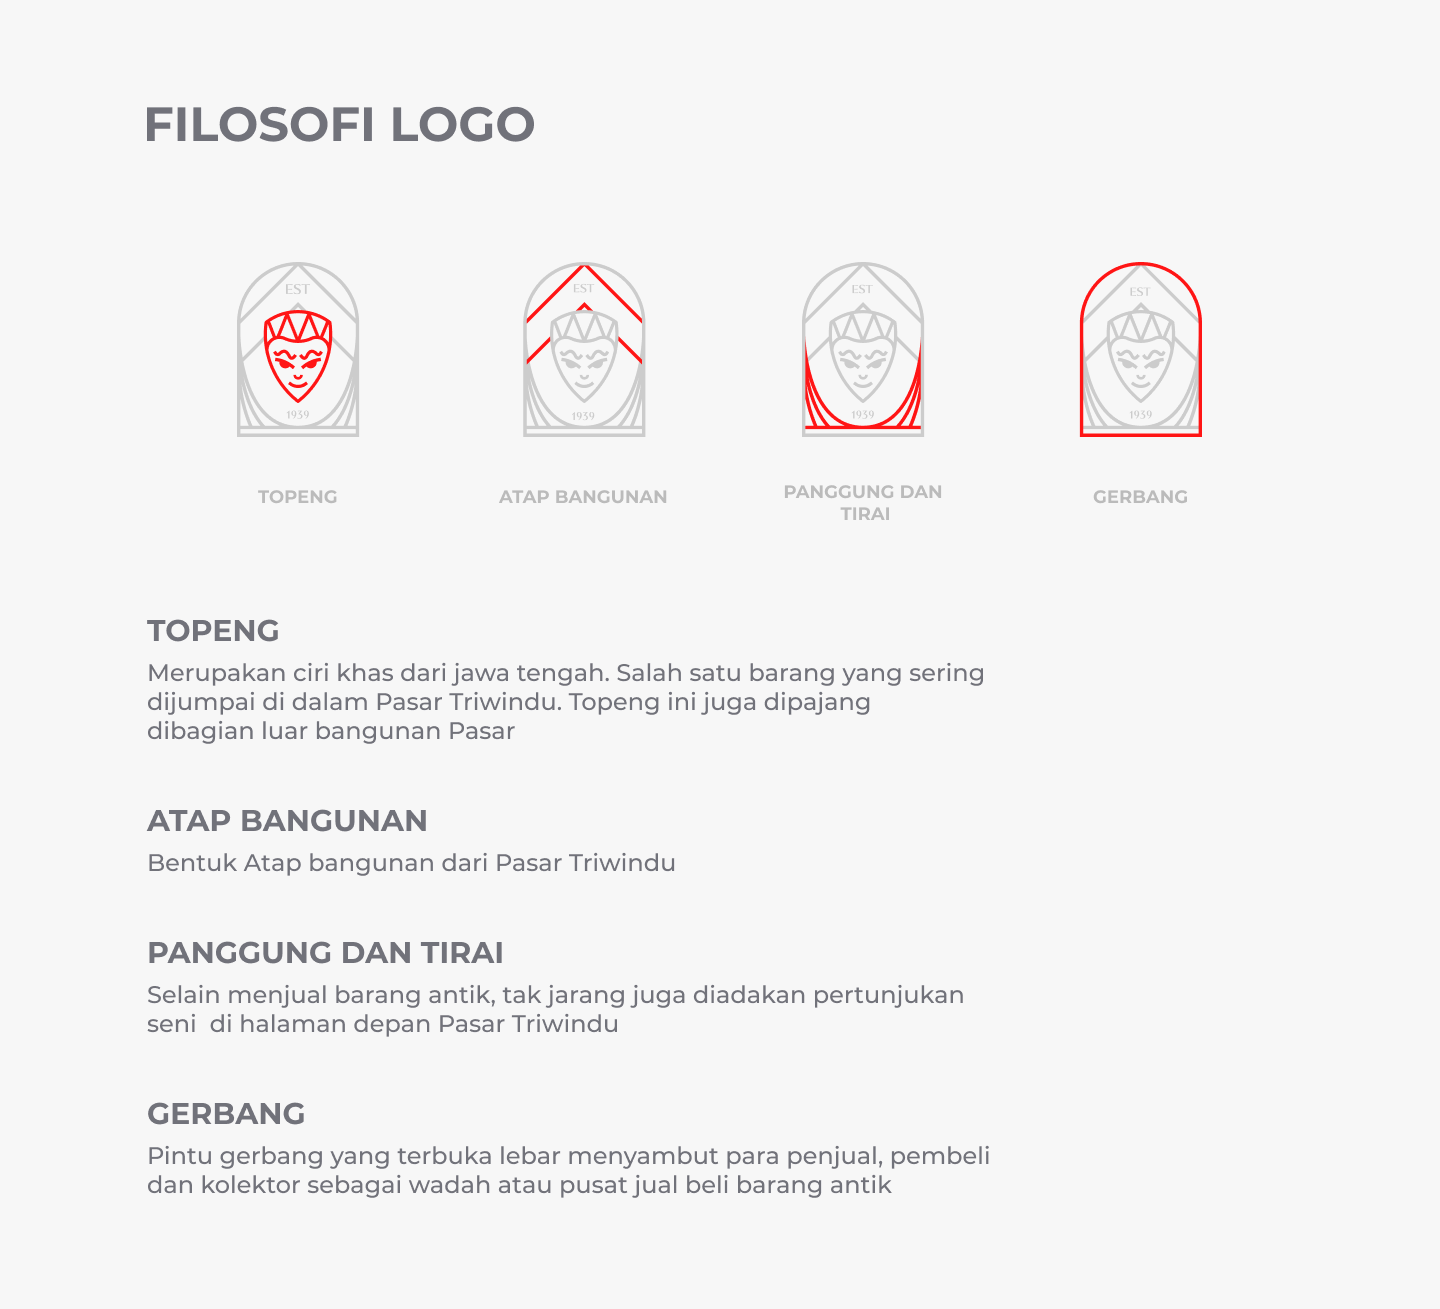 FILOSOFI LOGO
EST
1939
EST
1939
EST
1939
EST
1939
TOPENG
ATAP BANGUNAN
PANGGUNG DAN
TIRAI
GERBANG
TOPENG
Merupakan ciri khas dari jawa tengah. Salah satu barang yang sering
dijumpai di dalam Pasar Triwindu. Topeng ini juga dipajang
dibagian luar bangunan Pasar
ATAP BANGUNAN
Bentuk Atap bangunan dari Pasar Triwindu
PANGGUNG DAN TIRAI
Selain menjual barang antik, tak jarang juga diadakan pertunjukan
seni  di halaman depan Pasar Triwindu
GERBANG
Pintu gerbang yang terbuka lebar menyambut para penjual, pembeli
dan kolektor sebagai wadah atau pusat jual beli barang antik